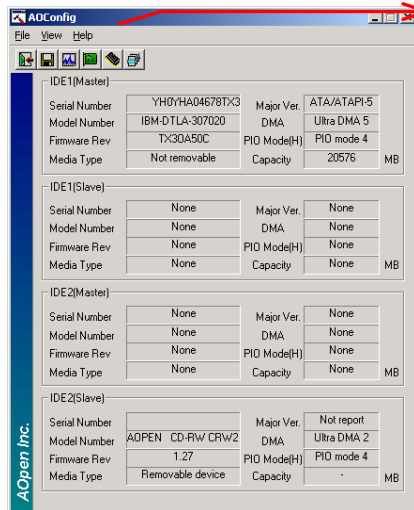 AOConfig
File View Help
IDE1(Master)
Serial Number YH0YHA04678TX3 Major Ver. ATA/ATAPI-5
Model Number IBM-DTLA-307020 DMA Ultra DMA 5
Firmware Rev TX3OA50C PIO Mode(H) PIO mode 4
Media Type Not removable Capacity 20576 MB
IDE1(Slave)
Serial Number None Major Ver. None
Model Number None DMA None
Firmware Rev None PIO Mode(H) None
Media Type None Capacity None MB
IDE2(Master)
Serial Number None Major Ver. None
Model Number None DMA None
Firmware Rev None PIO Mode(H) None
Media Type None Capacity None MB
IDE2(Slave)
Serial Number Major Ver. Not report
Model Number AOPEN CD-RW CRW2 DMA Ultra DMA 2
Firmware Rev 1.27 PIO Mode(H) PIO mode 4
Media Type Removable device Capacity - MB
AOpen Inc.